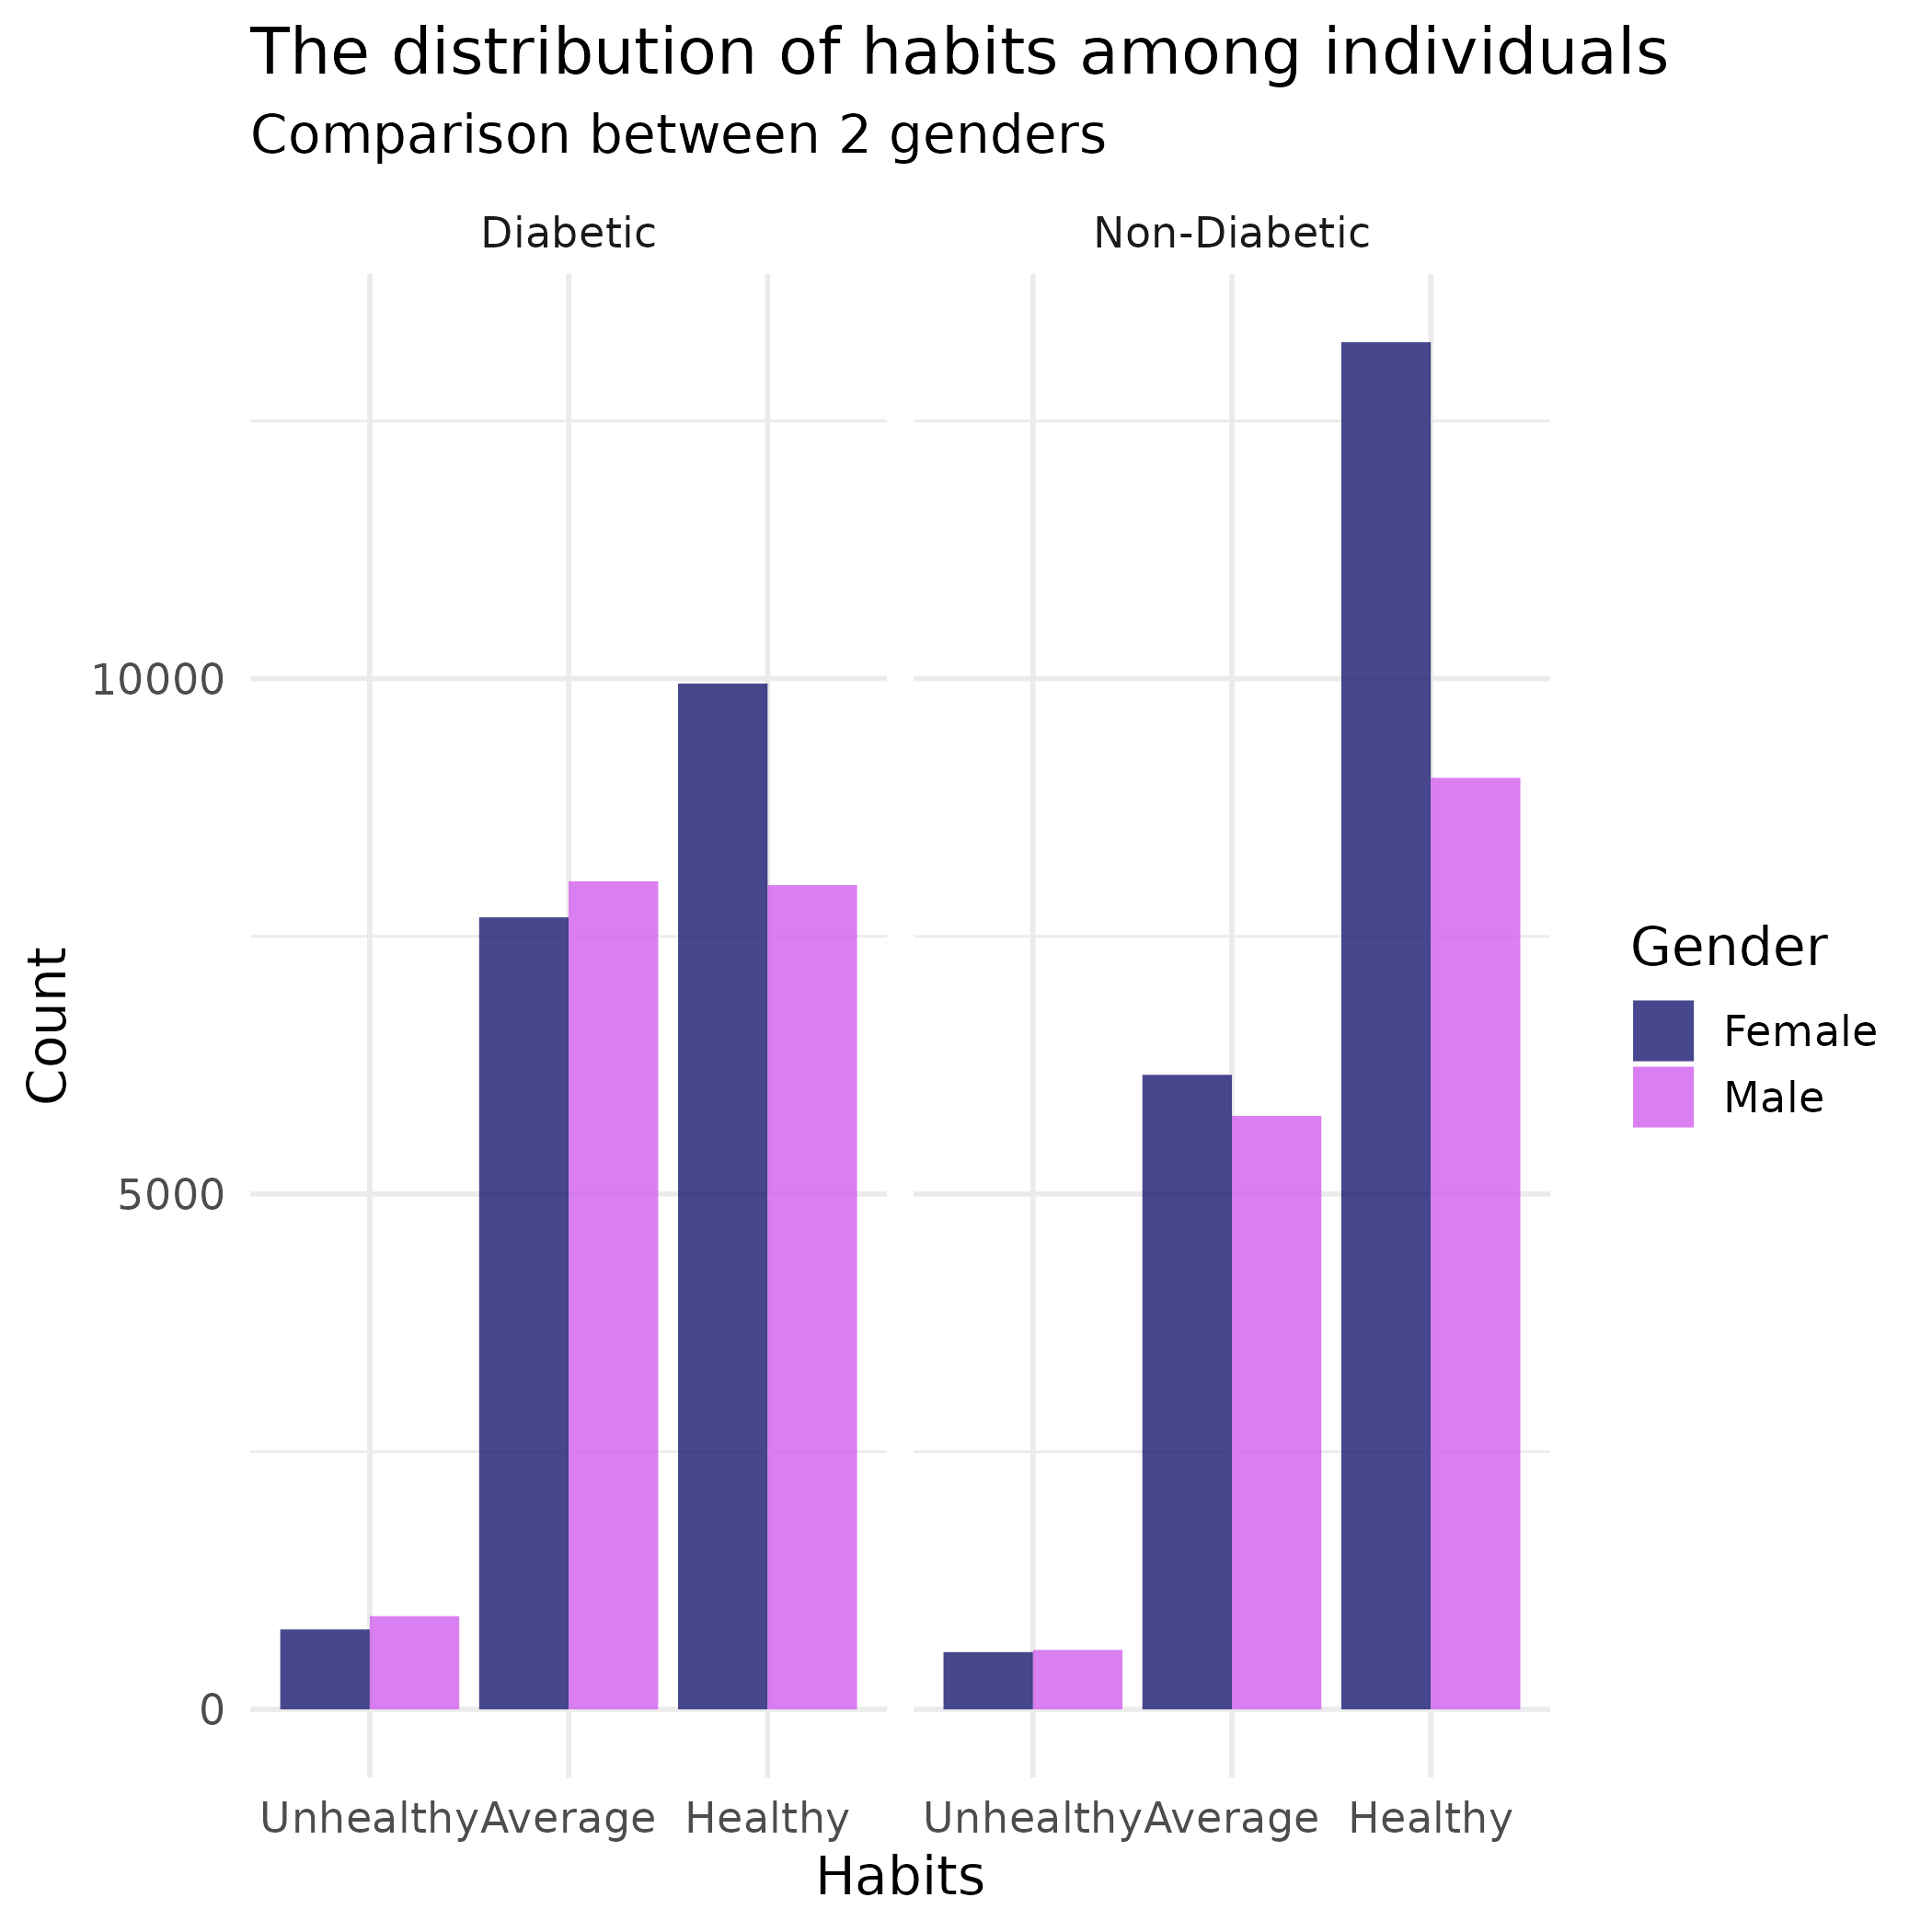 The distribution of habits among individuals
Comparison between 2 genders
Diabetic
Non-Diabetic
10000
5000
0
Count
Unhealthy Average Healthy
Unhealthy Average Healthy
Habits
Gender
Female
Male